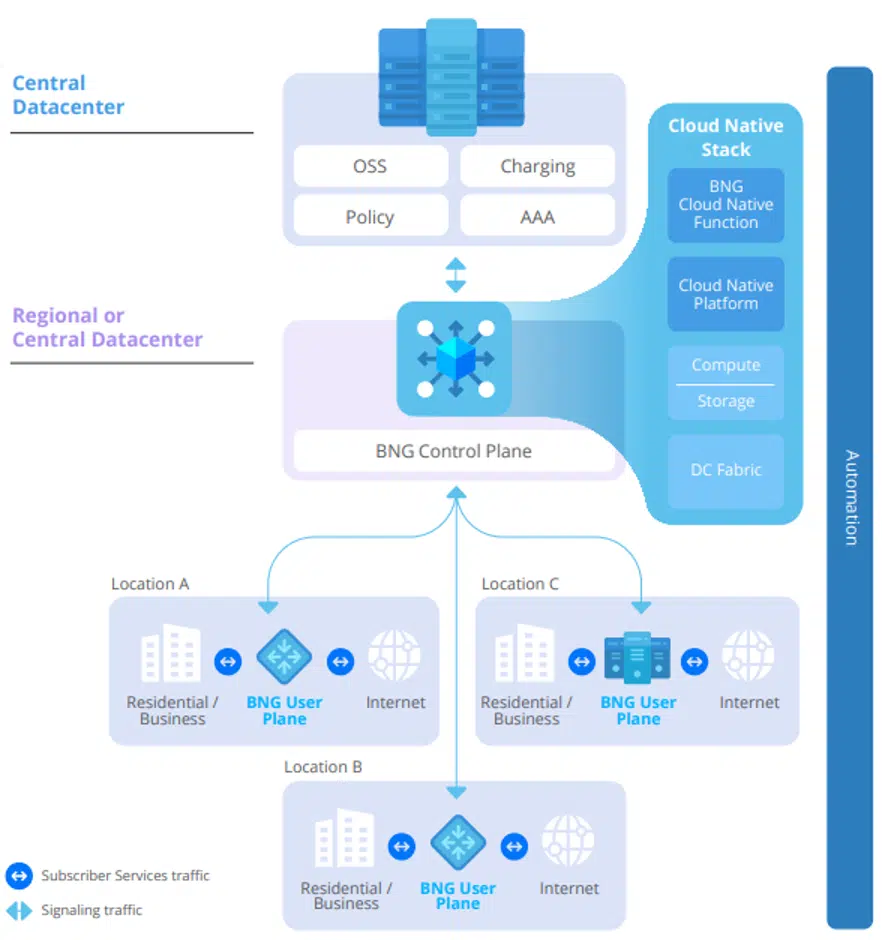 Central
Datacenter
OSS
Charging
Policy
AAA
Cloud Native
Stack
BNG
Cloud Native
Function
Cloud Native
Platform
Compute
Storage
DC Fabric
Automation
Regional or
Central Datacenter
BNG Control Plane
Location A
Residential /
Business
BNG User
Plane
Internet
Location C
Residential /
Business
BNG User
Plane
Internet
Location B
Residential /
Business
BNG User
Plane
Internet
Subscriber Services traffic
Signaling traffic